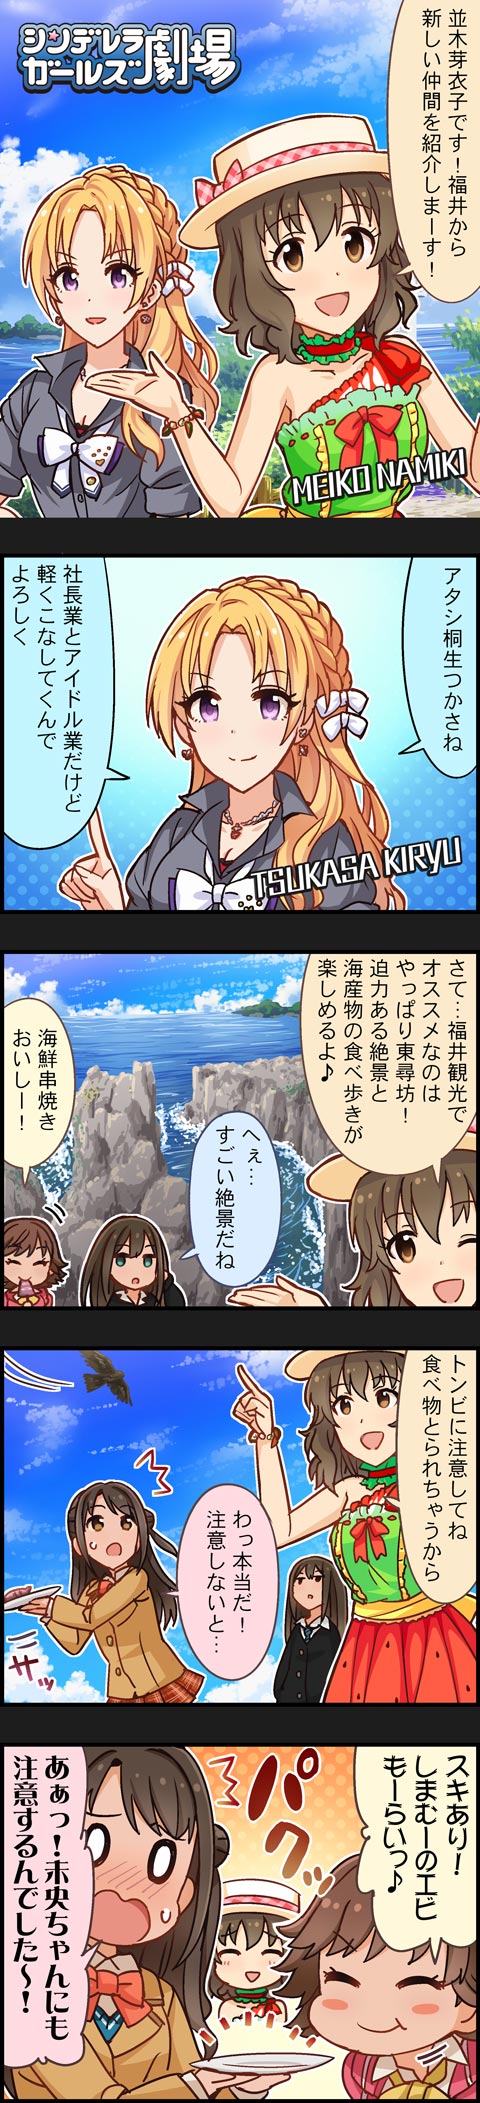 シンデレラ
ガールズ劇場
並木芽衣子です！福井から
新しい仲間を紹介しまーす！
MEIKO NAMIKI
アタシ桐生つかさね
社長業とアイドル業だけど
軽くこなしてくんで
よろしく
TSUKASA KIRYU
さて…福井観光で
オススメなのは
やっぱり東尋坊！
迫力ある絶景と
海産物の食べ歩きが
楽しめるよ♪
へぇ…
すごい絶景だね
海鮮串焼き
おいしー！
トンビに注意してね
食べ物とられちゃうから
わっ本当だ！
注意しないと…
サッ
スキあり！
しまむーのエビ
もーらいっ♪
パクッ
あぁっ！未央ちゃんにも
注意するんでした〜！